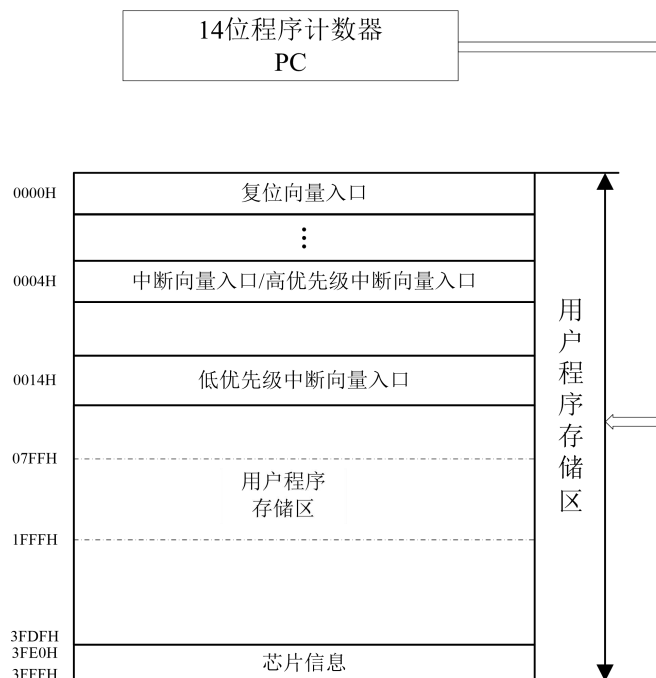 14位程序计数器
PC
0000H
复位向量入口
0004H
中断向量入口/高优先级中断向量入口
0014H
低优先级中断向量入口
07FFH
用户程序
存储区
1FFFH
3FDFH
3FE0H
芯片信息
3FFFH
用户程序存储区